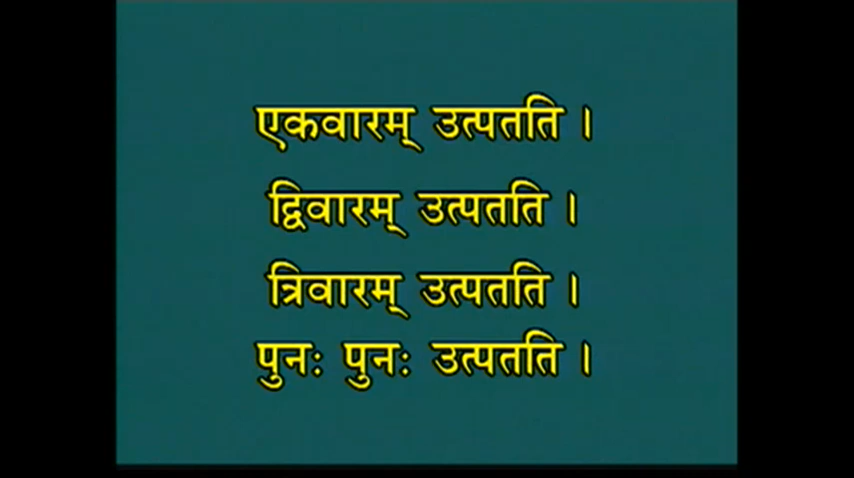 एकवारम् उत्पतति ।
द्विवारम् उत्पतति ।
त्रिवारम् उत्पतति ।
पुनः पुनः उत्पतति ।